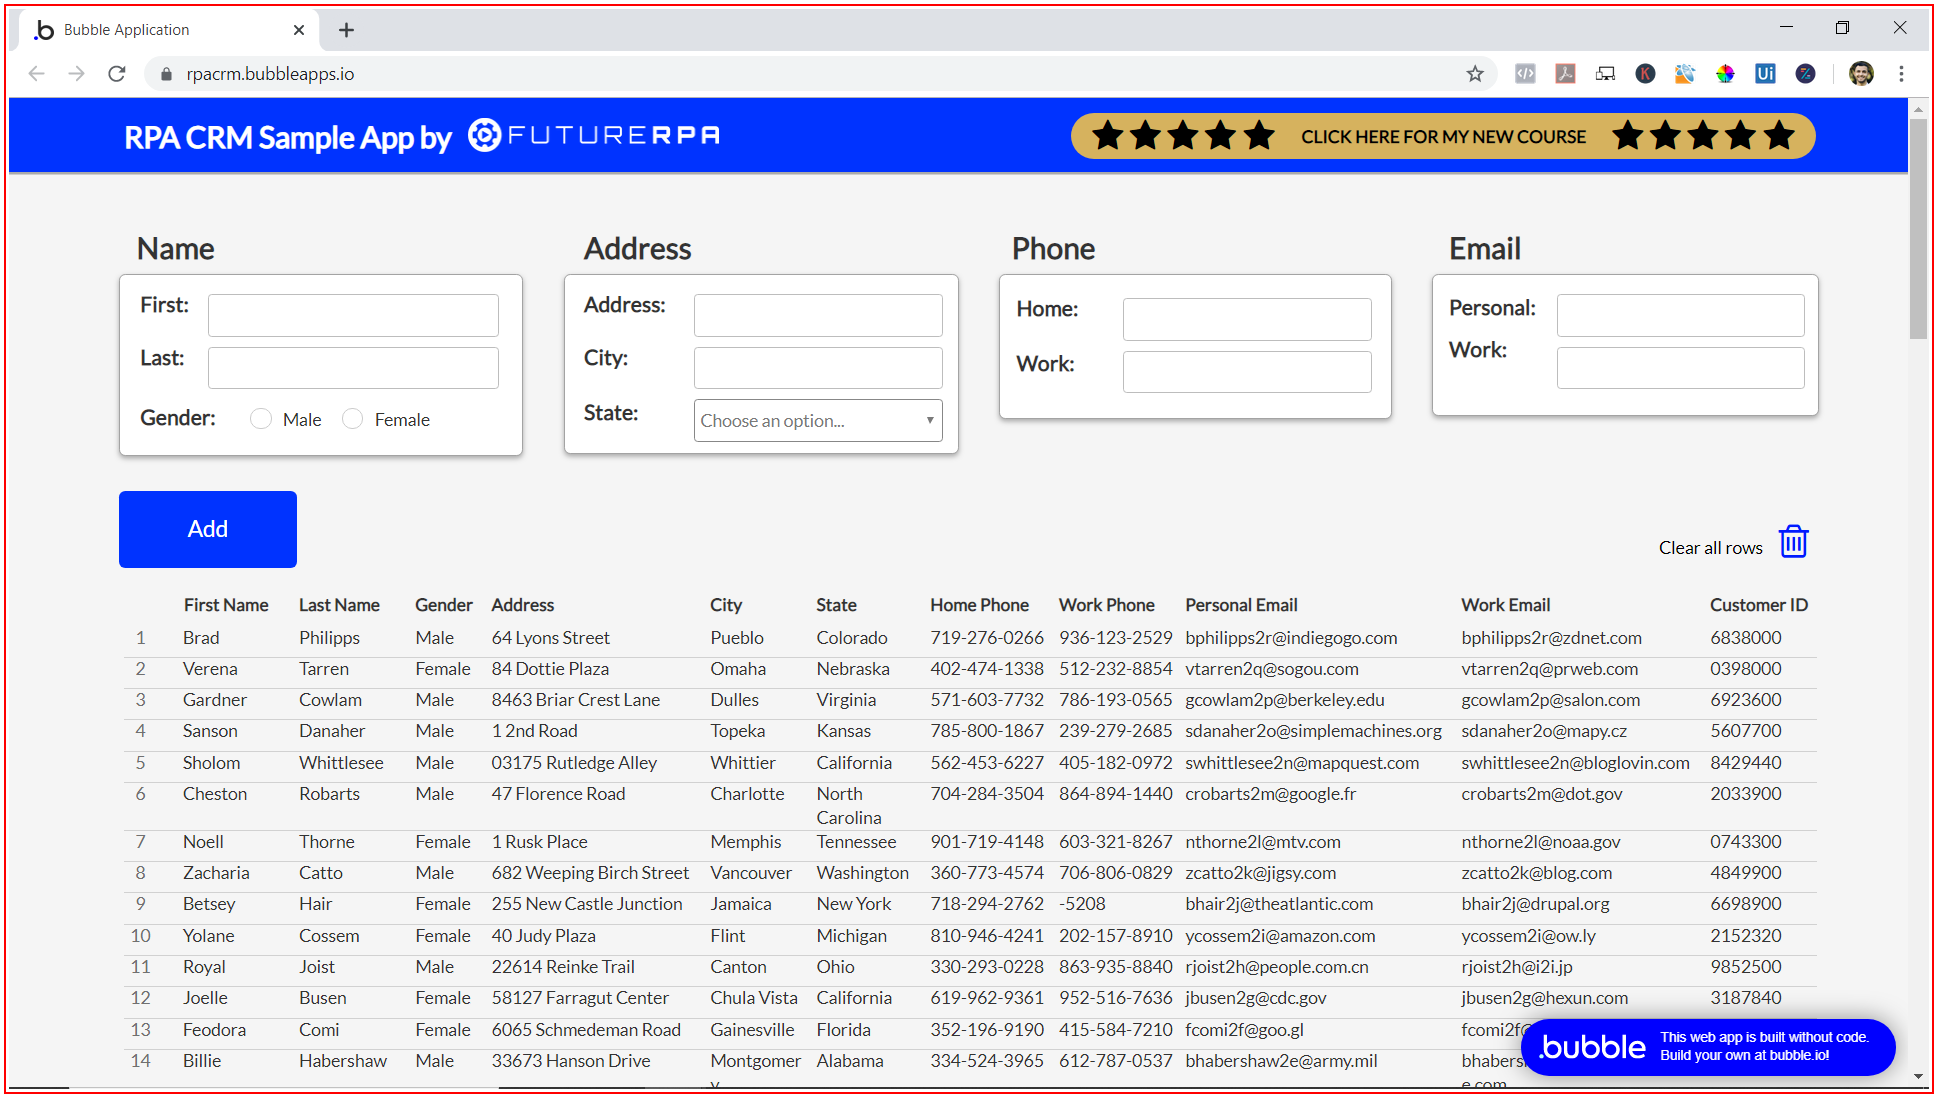 Bubble Application
rpacrm.bubbleapps.io
RPA CRM Sample App by FUTURERPA
CLICK HERE FOR MY NEW COURSE
Name Address Phone Email
First: Address: Home: Personal:
Last: City: Work: Work:
Gender: Male Female State: Choose an option...
Add
Clear all rows
First Name Last Name Gender Address City State Home Phone Work Phone Personal Email Work Email Customer ID
1 Brad Philipps Male 64 Lyons Street Pueblo Colorado 719-276-0266 936-123-2529 bphilipps2r@indiegogo.com bphilipps2r@zdnet.com 6838000
2 Verena Tarren Female 84 Dottie Plaza Omaha Nebraska 402-474-1338 512-232-8854 vtarren2q@sogou.com vtarren2q@prweb.com 0398000
3 Gardner Cowlam Male 8463 Briar Crest Lane Dulles Virginia 571-603-7732 786-193-0565 gcowlam2p@berkeley.edu gcowlam2p@salon.com 6923600
4 Sanson Danaher Male 1 2nd Road Topeka Kansas 785-800-1867 239-279-2685 sdanaher2o@simplemachines.org sdanaher2o@mapy.cz 5607700
5 Sholom Whittlesee Male 03175 Rutledge Alley Whittier California 562-453-6227 405-182-0972 swhittlesee2n@mapquest.com swhittlesee2n@bloglovin.com 8429440
6 Cheston Robarts Male 47 Florence Road Charlotte North 704-284-3504 864-894-1440 crobarts2m@google.fr crobarts2m@dot.gov 2033900
Carolina
7 Noell Thorne Female 1 Rusk Place Memphis Tennessee 901-719-4148 603-321-8267 nthorne2l@mtv.com nthorne2l@noaa.gov 0743300
8 Zacharia Catto Male 682 Weeping Birch Street Vancouver Washington 360-773-4574 706-806-0829 zcatto2k@jigsy.com zcatto2k@blog.com 4849900
9 Betsey Hair Female 255 New Castle Junction Jamaica New York 718-294-2762 -5208 bhair2j@theatlantic.com bhair2j@drupal.org 6698900
10 Yolane Cossem Female 40 Judy Plaza Flint Michigan 810-946-4241 202-157-8910 ycossem2i@amazon.com ycossem2i@ow.ly 2152320
11 Royal Joist Male 22614 Reinke Trail Canton Ohio 330-293-0228 863-935-8840 rjoist2h@people.com.cn rjoist2h@i2i.jp 9852500
12 Joelle Busen Female 58127 Farragut Center Chula Vista California 619-962-9361 952-516-7636 jbusen2g@cdc.gov jbusen2g@hexun.com 3187840
13 Feodora Comi Female 6065 Schmedeman Road Gainesville Florida 352-196-9190 415-584-7210 fcomi2f@goo.gl fcomi2f
14 Billie Habershaw Male 33673 Hanson Drive Montgomer Alabama 334-524-3965 612-787-0537 bhabershaw2e@army.mil bhabers
y e.com
.bubble
This web app is built without code.
Build your own at bubble.io!